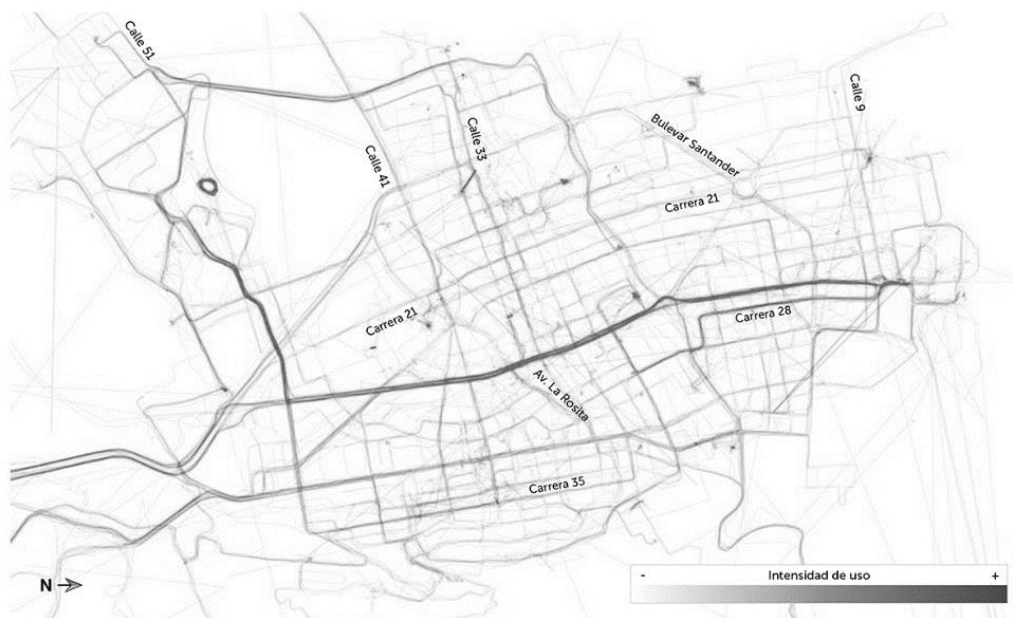 Calle 51
Calle 33
Calle 9
Bulevar Santander
Calle 41
Carrera 21
Carrera 21
Carrera 28
Av. La Rosita
Carrera 35
N
- Intensidad de uso +